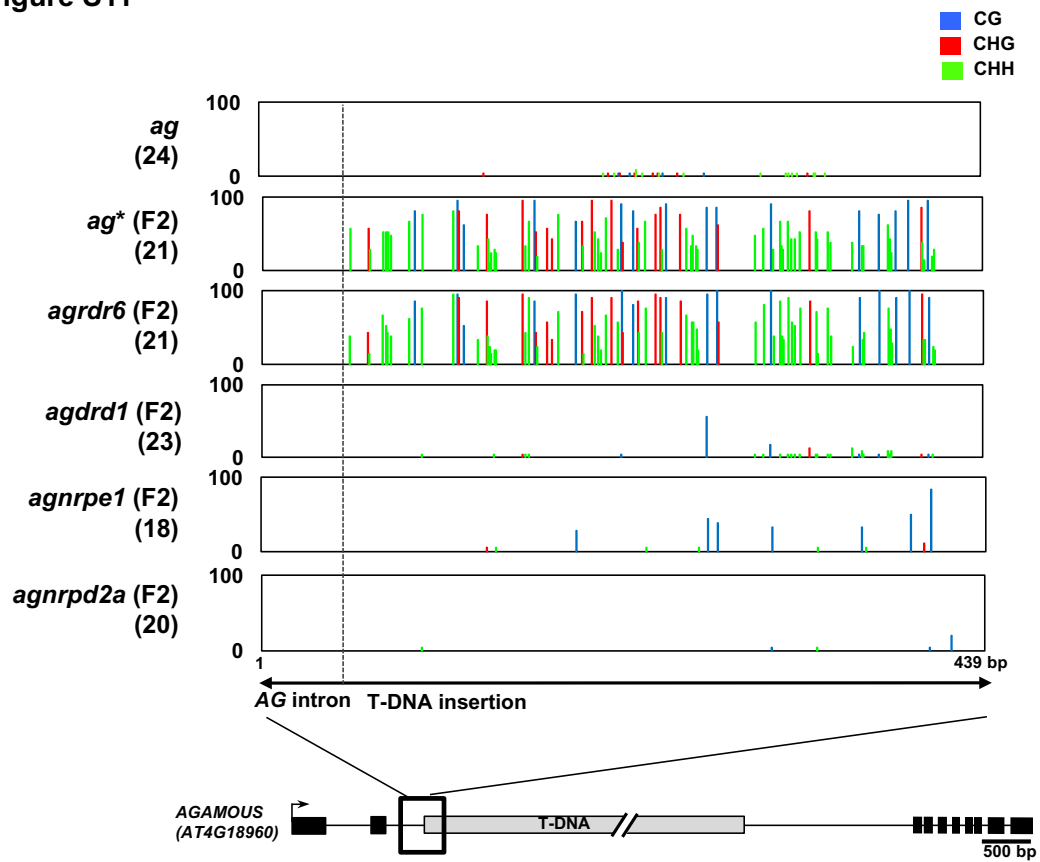 CG
CHG
CHH
100
0
ag
(24)
100
0
ag* (F2)
(21)
100
0
agrdr6 (F2)
(21)
100
0
agdrd1 (F2)
(23)
100
0
agnrpe1 (F2)
(18)
100
0
agnrpd2a (F2)
(20)
1
439 bp
AG intron
T-DNA insertion
AGAMOUS
(AT4G18960)
T-DNA
500 bp